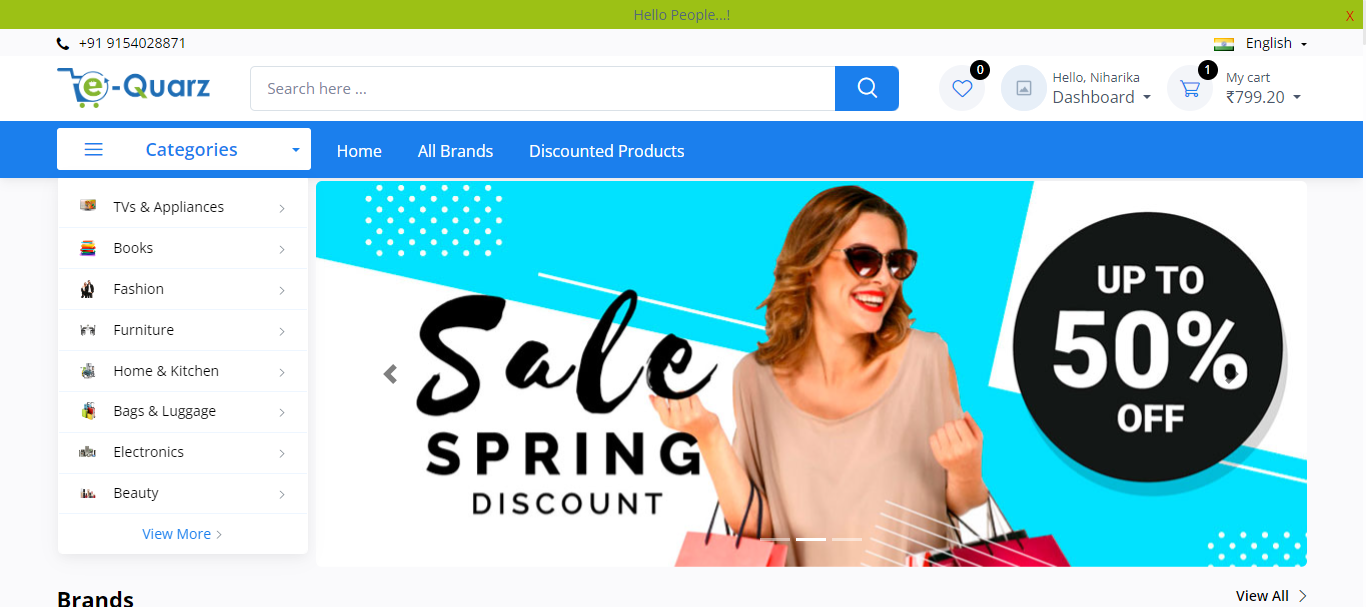 Hello People...!
X
+91 9154028871
English
e-Quarz
Search here ...
0
Hello, Niharika
Dashboard
1
My cart
₹799.20
Categories
Home
All Brands
Discounted Products
TVs & Appliances
Books
Fashion
Furniture
Home & Kitchen
Bags & Luggage
Electronics
Beauty
View More
Sale
SPRING
DISCOUNT
UP TO
50%
OFF
Brands
View All